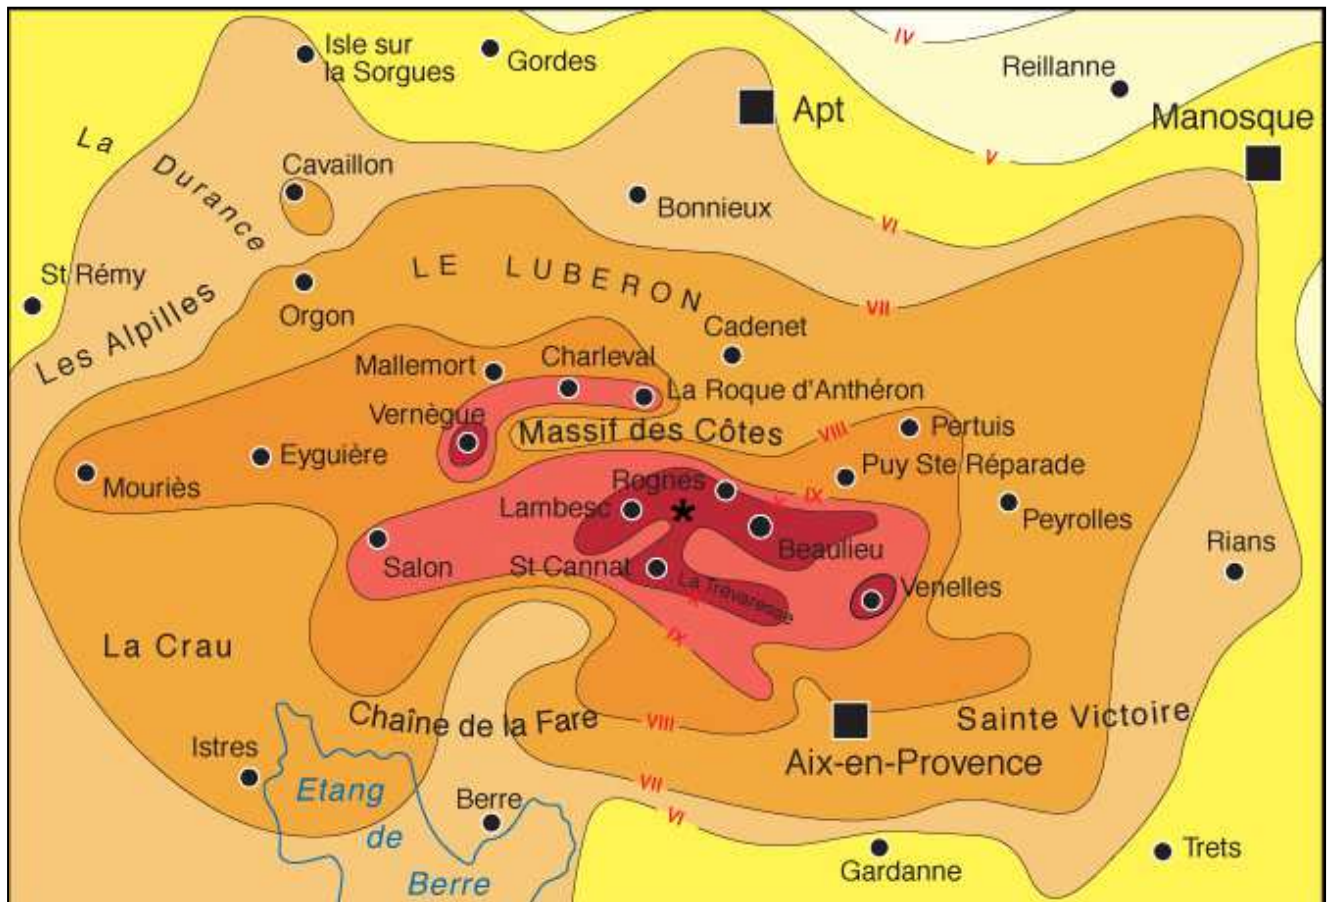 Isle sur
la Sorgues
Gordes
IV
Reillanne
Apt
Manosque
La
Durance
Cavaillon
V
Bonnieux
VI
St Rémy
LE LUBERON
Les Alpilles
Orgon
VII
Cadenet
Mallemort
Charleval
La Roque d'Anthéron
Vernègue
Massif des Côtes
VIII
Pertuis
Eyguière
Mouriès
Puy Ste Réparade
Rognes
X
IX
*
Lambesc
Peyrolles
Beaulieu
Rians
Salon
St Cannat
La Trévaresse
Venelles
X
IX
La Crau
Chaîne de la Fare
VIII
Sainte Victoire
Istres
Aix-en-Provence
VII
Etang
de
Berre
Berre
VI
Gardanne
Trets